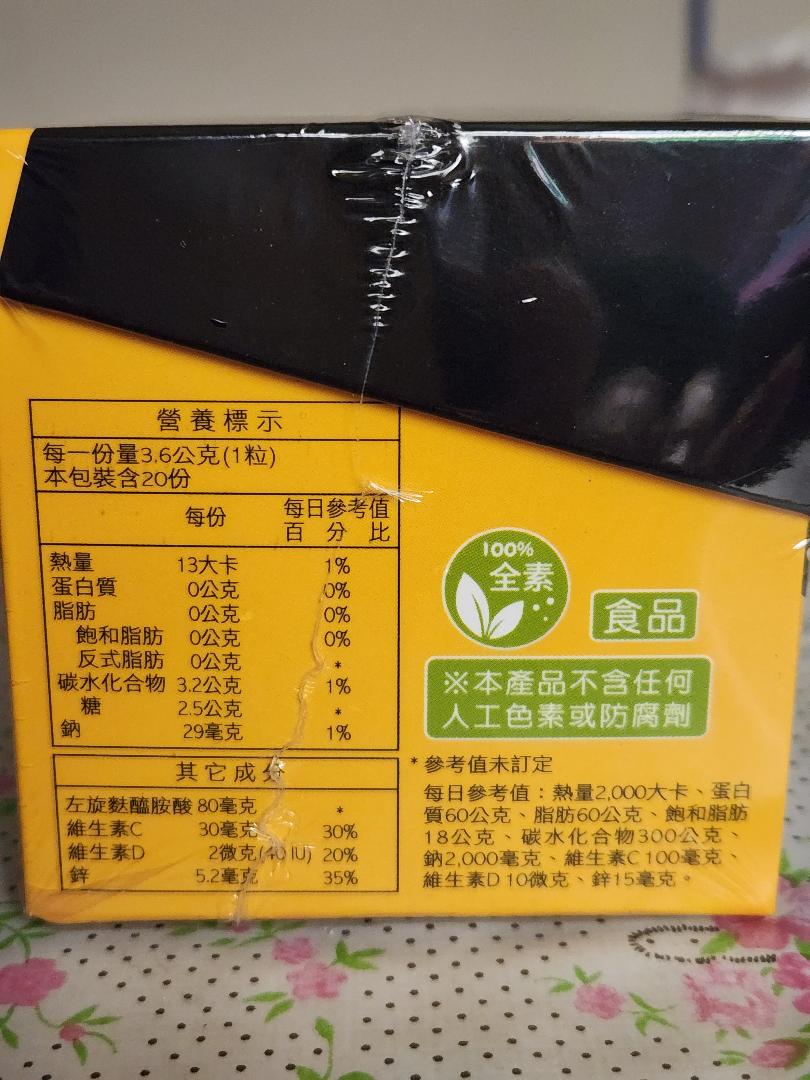 營養標示
每一份量3.6公克(1粒)
本包裝含20份
每份 每日參考值
百分比
熱量 13大卡 1%
蛋白質 0公克 0%
脂肪 0公克 0%
飽和脂肪 0公克 0%
反式脂肪 0公克 *
碳水化合物 3.2公克 1%
糖 2.5公克 *
鈉 29毫克 1%
其它成分
左旋麩醯胺酸 80毫克 *
維生素C 30毫克 30%
維生素D 2微克(40 IU) 20%
鋅 5.2毫克 35%
100%
全素
食品
※本產品不含任何
人工色素或防腐劑
* 參考值未訂定
每日參考值：熱量2,000大卡、蛋白
質60公克、脂肪60公克、飽和脂肪
18公克、碳水化合物300公克、
鈉2,000毫克、維生素C 100毫克、
維生素D 10微克、鋅15毫克。